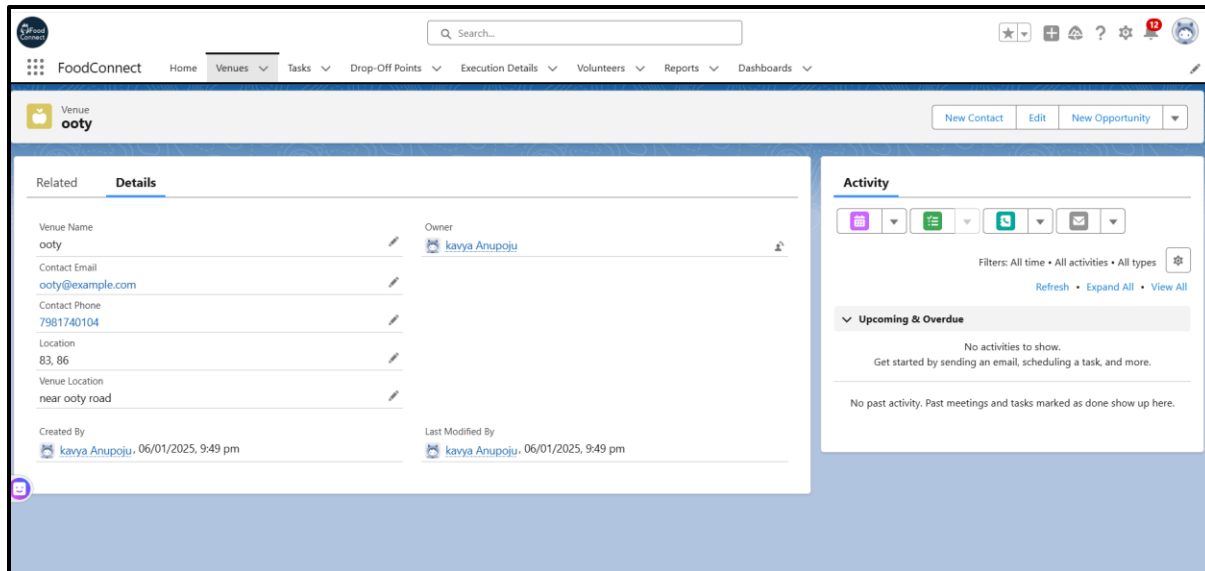 Food
Connect
Search...
12
FoodConnect Home Venues Tasks Drop-Off Points Execution Details Volunteers Reports Dashboards
Venue
ooty
New Contact Edit New Opportunity
Related Details
Venue Name
ooty
Owner
kavya Anupoju
Contact Email
ooty@example.com
Contact Phone
7981740104
Location
83, 86
Venue Location
near ooty road
Created By
kavya Anupoju, 06/01/2025, 9:49 pm
Last Modified By
kavya Anupoju, 06/01/2025, 9:49 pm
Activity
Filters: All time • All activities • All types
Refresh • Expand All • View All
Upcoming & Overdue
No activities to show.
Get started by sending an email, scheduling a task, and more.
No past activity. Past meetings and tasks marked as done show up here.